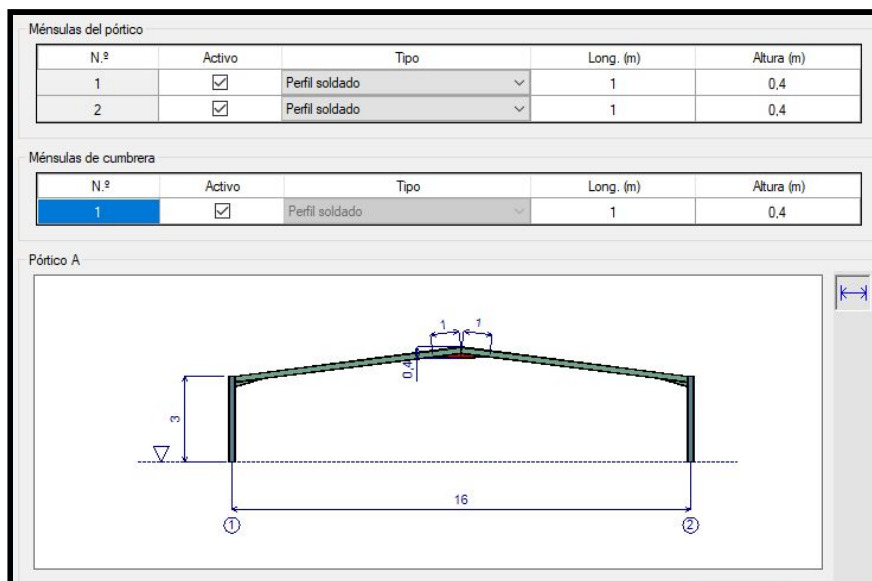 Ménsulas del pórtico
N.º Activo Tipo Long. (m) Altura (m)
1 Perfil soldado 1 0,4
2 Perfil soldado 1 0,4
Ménsulas de cumbrera
N.º Activo Tipo Long. (m) Altura (m)
1 Perfil soldado 1 0,4
Pórtico A
1 1
0,4
3
16
1 2